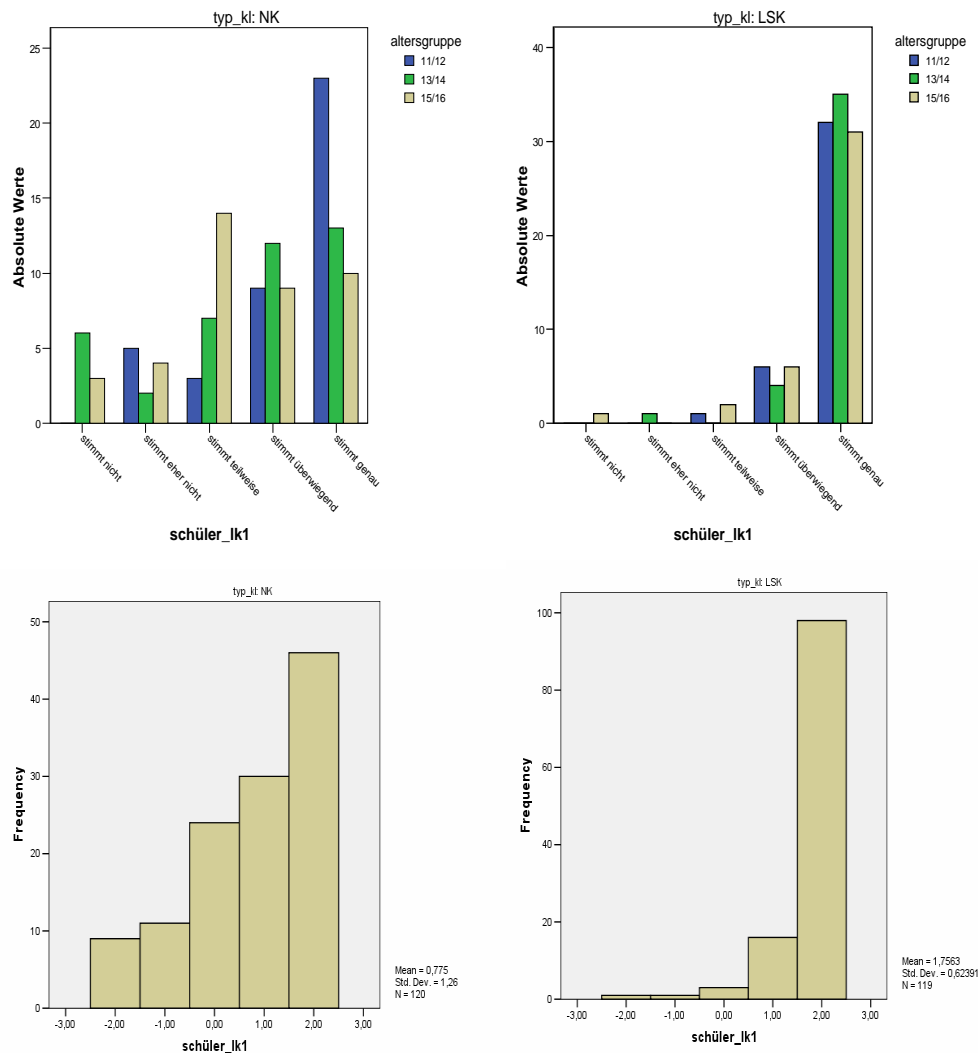 typ_kl: NK
altersgruppe
11/12
13/14
15/16
Absolute Werte
25
20
15
10
5
0
stimmt nicht
stimmt eher nicht
stimmt teilweise
stimmt überwiegend
stimmt genau
schüler_lk1
typ_kl: LSK
altersgruppe
11/12
13/14
15/16
Absolute Werte
40
30
20
10
0
stimmt nicht
stimmt eher nicht
stimmt teilweise
stimmt überwiegend
stimmt genau
schüler_lk1
typ_kl: NK
Frequency
50
40
30
20
10
0
-3,00 -2,00 -1,00 0,00 1,00 2,00 3,00
schüler_lk1
Mean = 0,775
Std. Dev. = 1,26
N = 120
typ_kl: LSK
Frequency
100
80
60
40
20
0
-3,00 -2,00 -1,00 0,00 1,00 2,00 3,00
schüler_lk1
Mean = 1,7563
Std. Dev. = 0,62391
N = 119